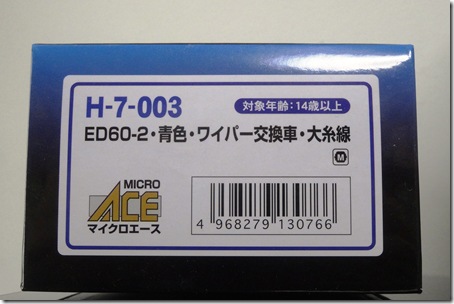 H-7-003
対象年齢:14歳以上
ED60-2・青色・ワイパー交換車・大糸線
M
MICRO
ACE
マイクロエース
4 968279 130766